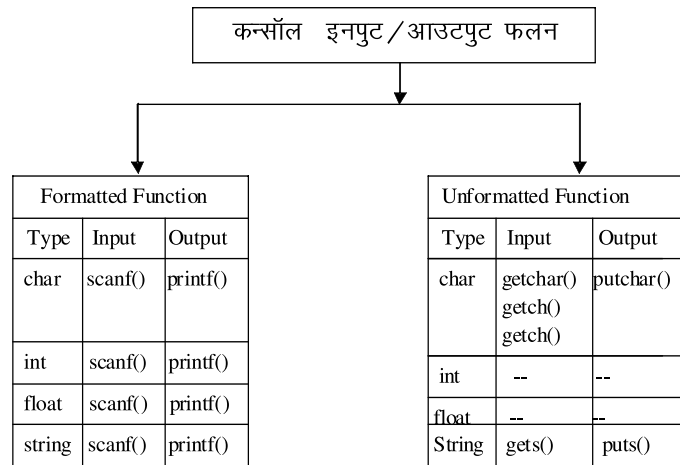 कन्सॉल इनपुट/आउटपुट फलन
Formatted Function
Type Input Output
char scanf() printf()
int scanf() printf()
float scanf() printf()
string scanf() printf()
Unformatted Function
Type Input Output
char getchar() putchar()
getch()
getch()
int -- --
float -- --
String gets() puts()